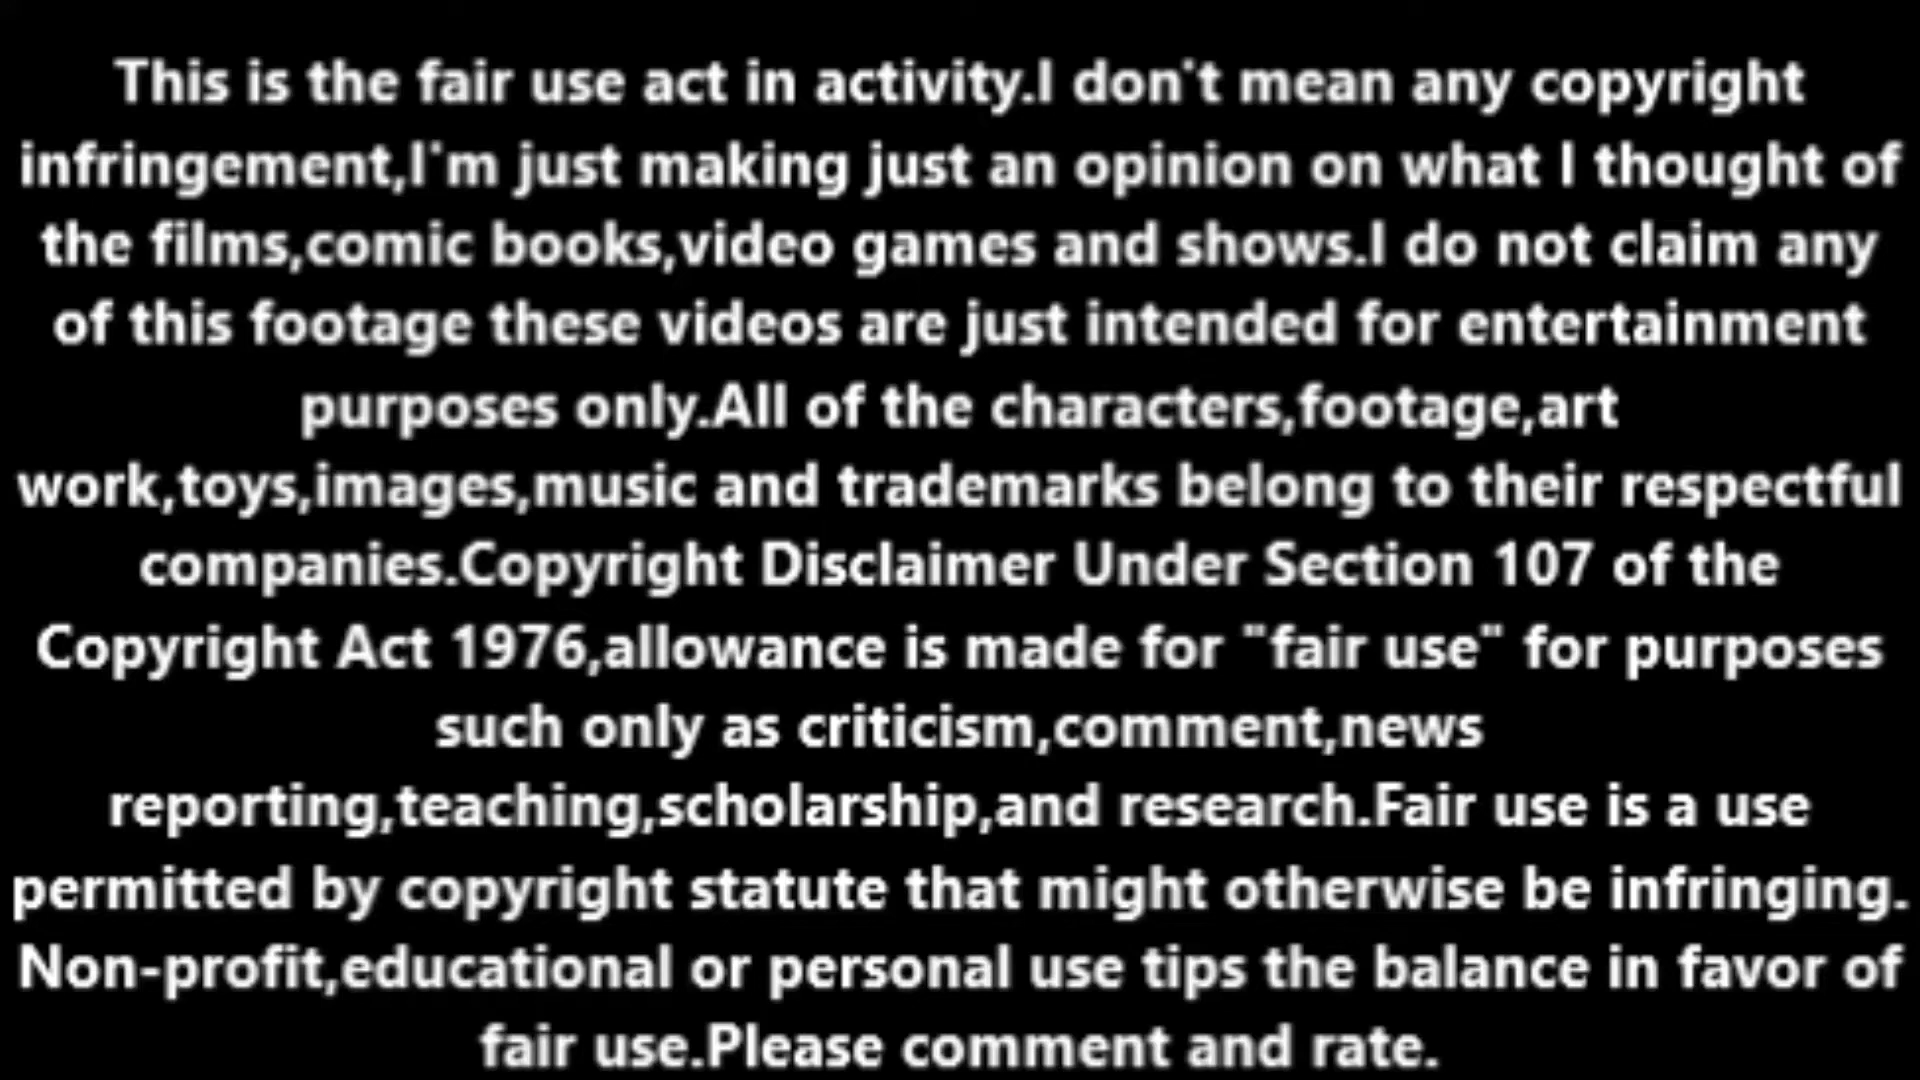 This is the fair use act in activity.I don't mean any copyright
infringement,I'm just making just an opinion on what I thought of
the films,comic books,video games and shows.I do not claim any
of this footage these videos are just intended for entertainment
purposes only.All of the characters,footage,art
work,toys,images,music and trademarks belong to their respectful
companies.Copyright Disclaimer Under Section 107 of the
Copyright Act 1976,allowance is made for "fair use" for purposes
such only as criticism,comment,news
reporting,teaching,scholarship,and research.Fair use is a use
permitted by copyright statute that might otherwise be infringing.
Non-profit,educational or personal use tips the balance in favor of
fair use.Please comment and rate.